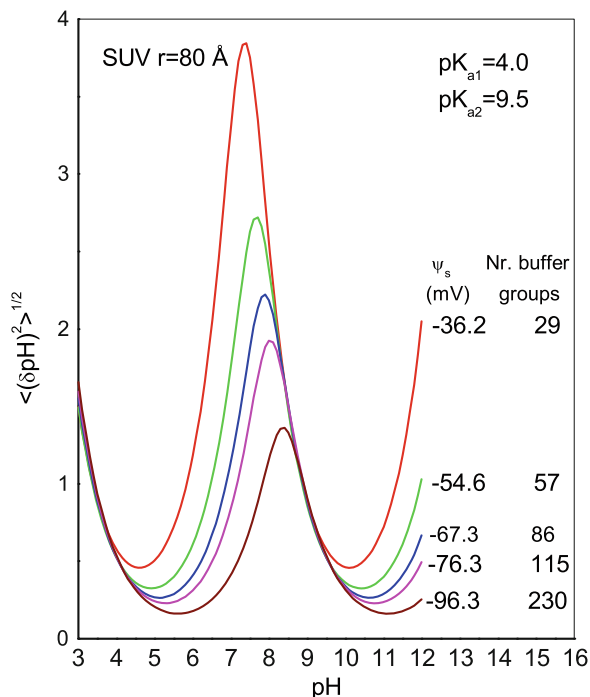 SUV r=80 Å
pKa1=4.0
pKa2=9.5
<(δpH)²>1/2
4
3
2
1
0
ψs Nr. buffer
(mV) groups
-36.2 29
-54.6 57
-67.3 86
-76.3 115
-96.3 230
3 4 5 6 7 8 9 10 11 12 13 14 15 16
pH